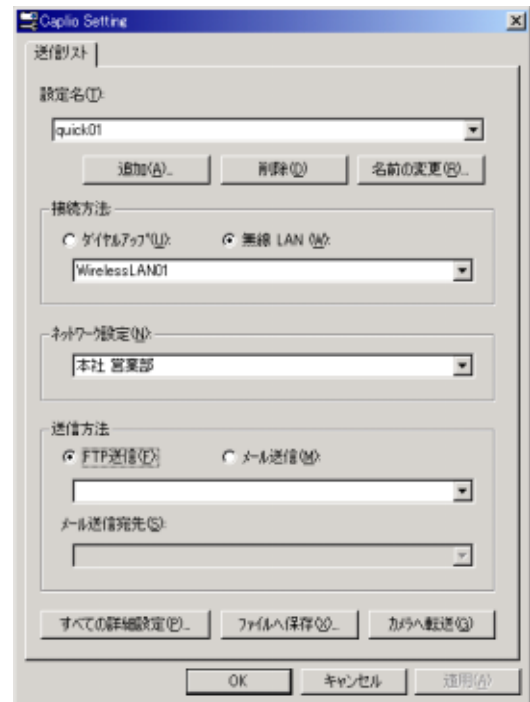 Caplio Setting
送信リスト
設定名(T):
quick01
追加(A)...
削除(D)
名前の変更(R)...
接続方法:
ダイヤルアップ(U):
無線 LAN (W):
WirelessLAN01
ネットワーク設定(N):
本社 営業部
送信方法
FTP送信(F):
メール送信(M):
メール送信宛先(S):
すべての詳細設定(P)...
ファイルへ保存(X)...
カメラへ転送(G)
OK
キャンセル
適用(A)